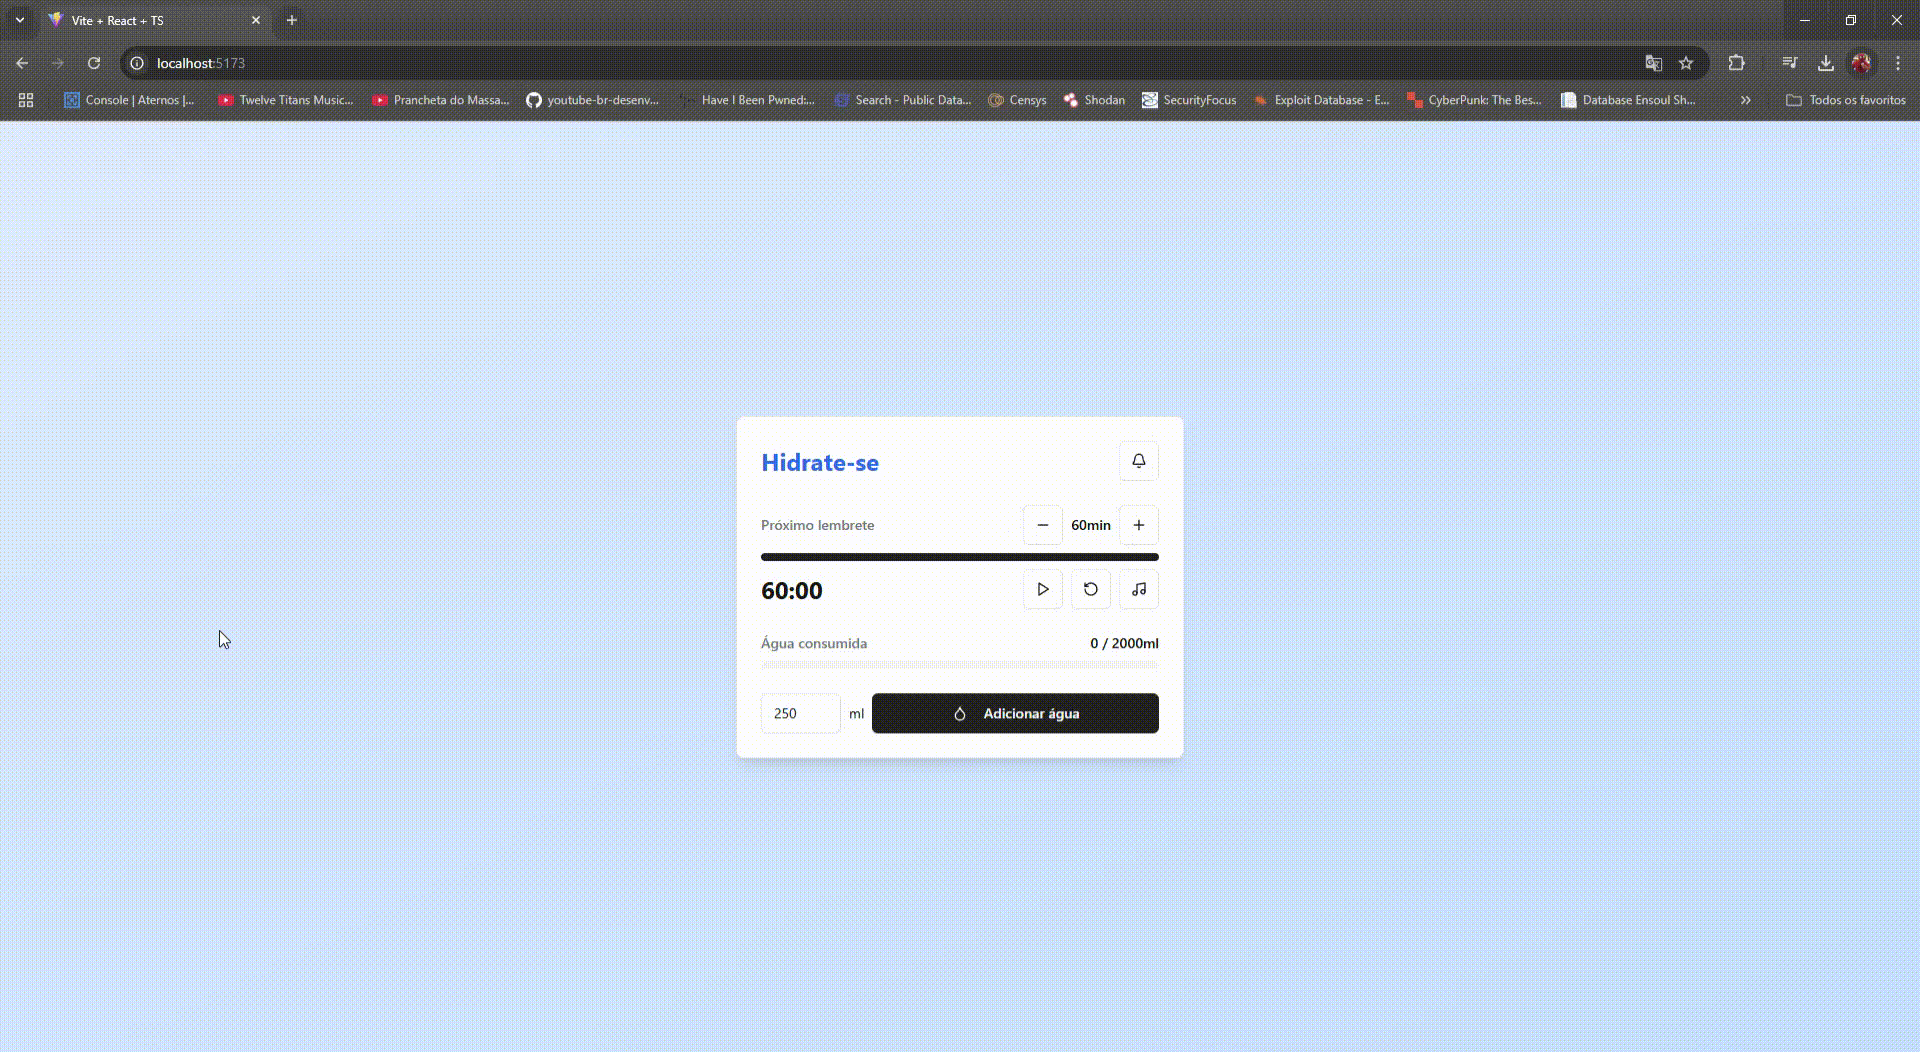 Vite + React + TS
localhost:5173
Console | Aternos |...
Twelve Titans Music...
Prancheta do Massa...
youtube-br-desenv...
Have I Been Pwned:...
Search - Public Data...
Censys
Shodan
SecurityFocus
Exploit Database - E...
CyberPunk: The Bes...
Database Ensoul Sh...
Todos os favoritos
Hidrate-se
Próximo lembrete
60min
60:00
Água consumida
0 / 2000ml
250
ml
Adicionar água